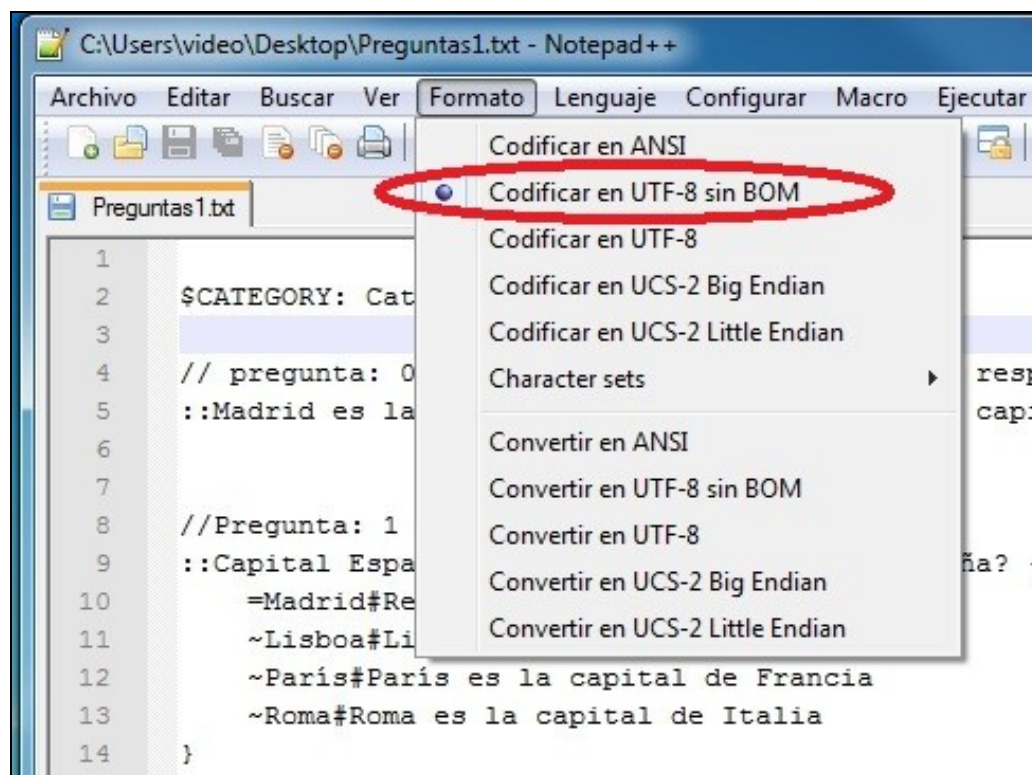 C:\Users\video\Desktop\Preguntas1.txt - Notepad++
Archivo Editar Buscar Ver Formato Lenguaje Configurar Macro Ejecutar
Preguntas1.txt
Codificar en ANSI
Codificar en UTF-8 sin BOM
Codificar en UTF-8
Codificar en UCS-2 Big Endian
Codificar en UCS-2 Little Endian
Character sets
Convertir en ANSI
Convertir en UTF-8 sin BOM
Convertir en UTF-8
Convertir en UCS-2 Big Endian
Convertir en UCS-2 Little Endian
1
2 $CATEGORY: Cat
3
4 // pregunta: 0 resp
5 ::Madrid es la capi
6
7
8 //Pregunta: 1
9 ::Capital Espa ña?
10 =Madrid#Re
11 ~Lisboa#Li
12 ~París#París es la capital de Francia
13 ~Roma#Roma es la capital de Italia
14 }